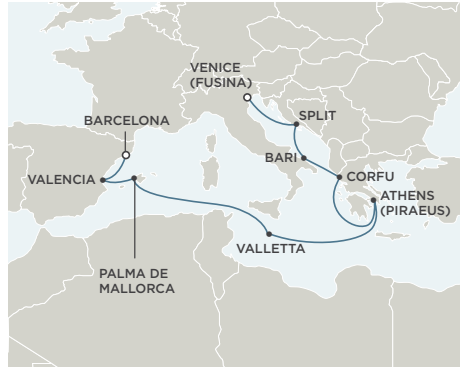 VENICE
(FUSINA)
SPLIT
BARCELONA
BARI
VALENCIA
CORFU
ATHENS
(PIRAEUS)
VALLETTA
PALMA DE
MALLORCA